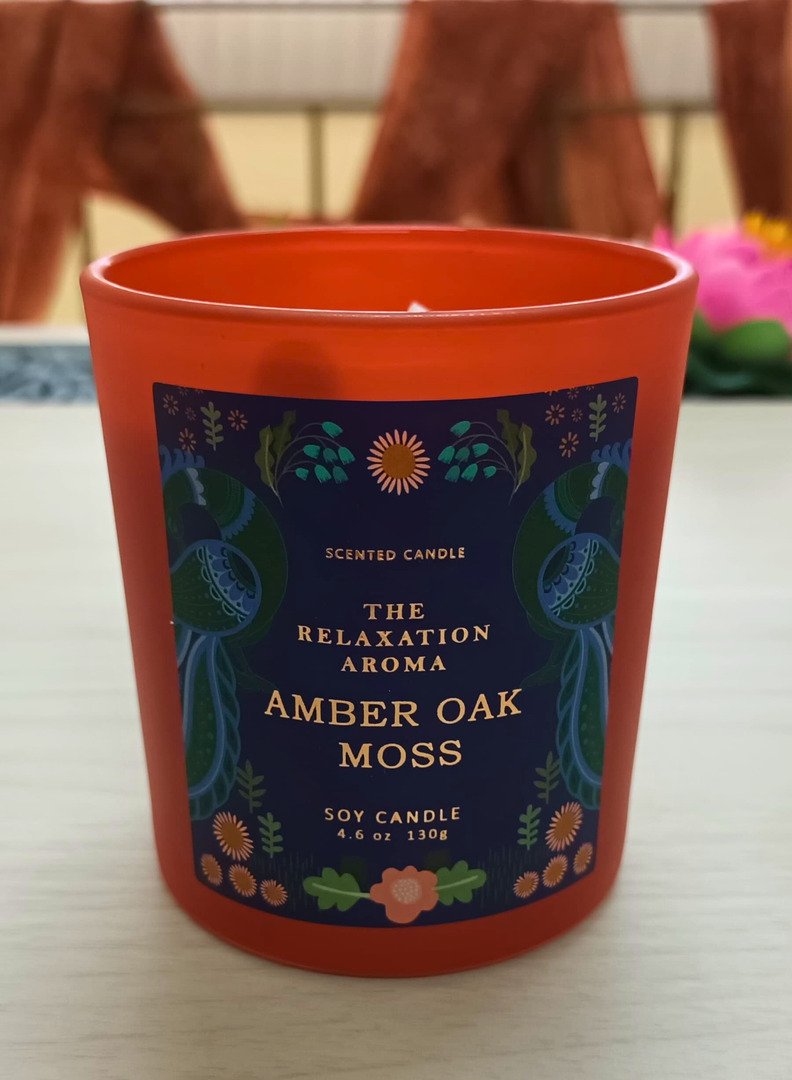 SCENTED CANDLE
THE
RELAXATION
AROMA
AMBER OAK
MOSS
SOY CANDLE
4.6 oz 130g